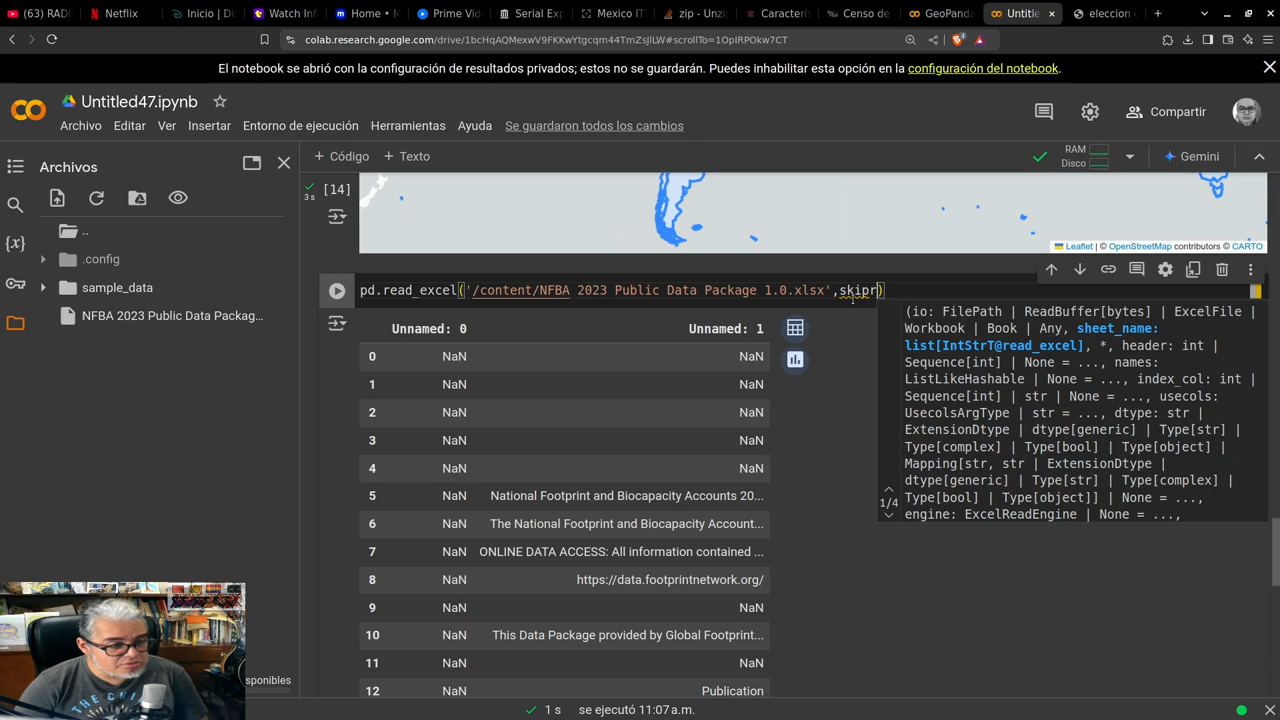 (63) RADI
Netflix
Inicio | Dis
Watch Inf
Home • M
Prime Vid
Serial Exp
Mexico IT
zip - Unzip
Caracterís
Censo de
GeoPanda
Untitle
eleccion c
colab.research.google.com/drive/1bcHqAQMexwV9FKKwYtgcqm44TmZsJlLW#scrollTo=1OpIRPOkw7CT
El notebook se abrió con la configuración de resultados privados; estos no se guardarán. Puedes inhabilitar esta opción en la configuración del notebook.
Untitled47.ipynb
Archivo Editar Ver Insertar Entorno de ejecución Herramientas Ayuda Se guardaron todos los cambios
Compartir
Archivos
+ Código + Texto
RAM
Disco
Gemini
..
.config
sample_data
NFBA 2023 Public Data Packag...
[14]
3 s
Leaflet | © OpenStreetMap contributors © CARTO
pd.read_excel('/content/NFBA 2023 Public Data Package 1.0.xlsx',skipr)
(io: FilePath | ReadBuffer[bytes] | ExcelFile |
Workbook | Book | Any, sheet_name:
list[IntStrT@read_excel], *, header: int |
Sequence[int] | None = ..., names:
ListLikeHashable | None = ..., index_col: int |
Sequence[int] | str | None = ..., usecols:
UsecolsArgType | str = ..., dtype: str |
ExtensionDtype | dtype[generic] | Type[str] |
Type[complex] | Type[bool] | Type[object] |
Mapping[str, str | ExtensionDtype |
dtype[generic] | Type[str] | Type[complex] |
Type[bool] | Type[object]] | None = ...,
engine: ExcelReadEngine | None = ...,
1/4
Unnamed: 0 Unnamed: 1
0 NaN NaN
1 NaN NaN
2 NaN NaN
3 NaN NaN
4 NaN NaN
5 NaN National Footprint and Biocapacity Accounts 20...
6 NaN The National Footprint and Biocapacity Account...
7 NaN ONLINE DATA ACCESS: All information contained ...
8 NaN https://data.footprintnetwork.org/
9 NaN NaN
10 NaN This Data Package provided by Global Footprint...
11 NaN NaN
12 NaN Publication
sponibles
1 s se ejecutó 11:07 a.m.